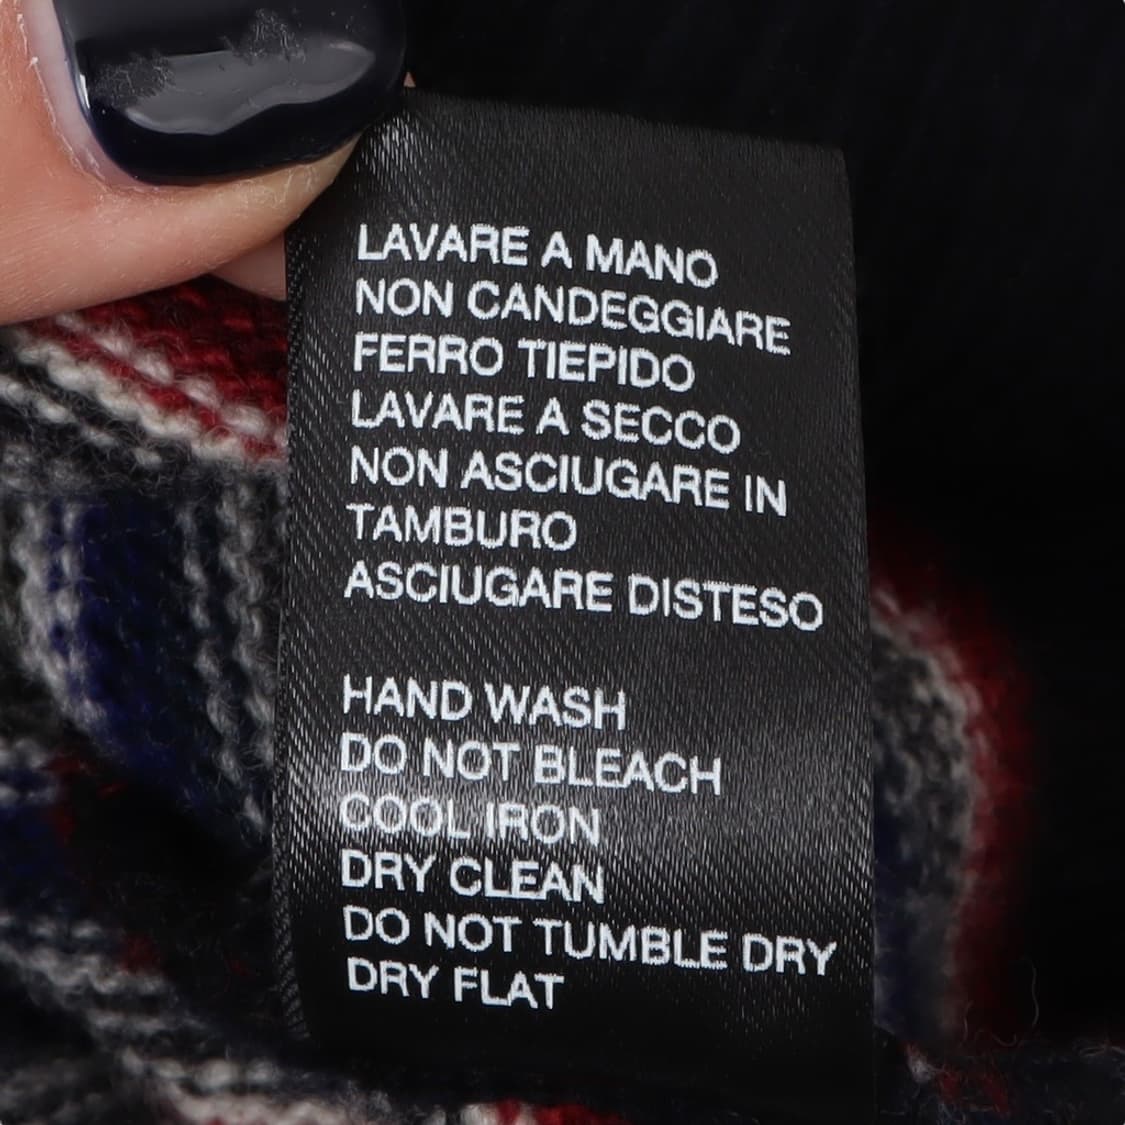 LAVARE A MANO
NON CANDEGGIARE
FERRO TIEPIDO
LAVARE A SECCO
NON ASCIUGARE IN
TAMBURO
ASCIUGARE DISTESO
HAND WASH
DO NOT BLEACH
COOL IRON
DRY CLEAN
DO NOT TUMBLE DRY
DRY FLAT